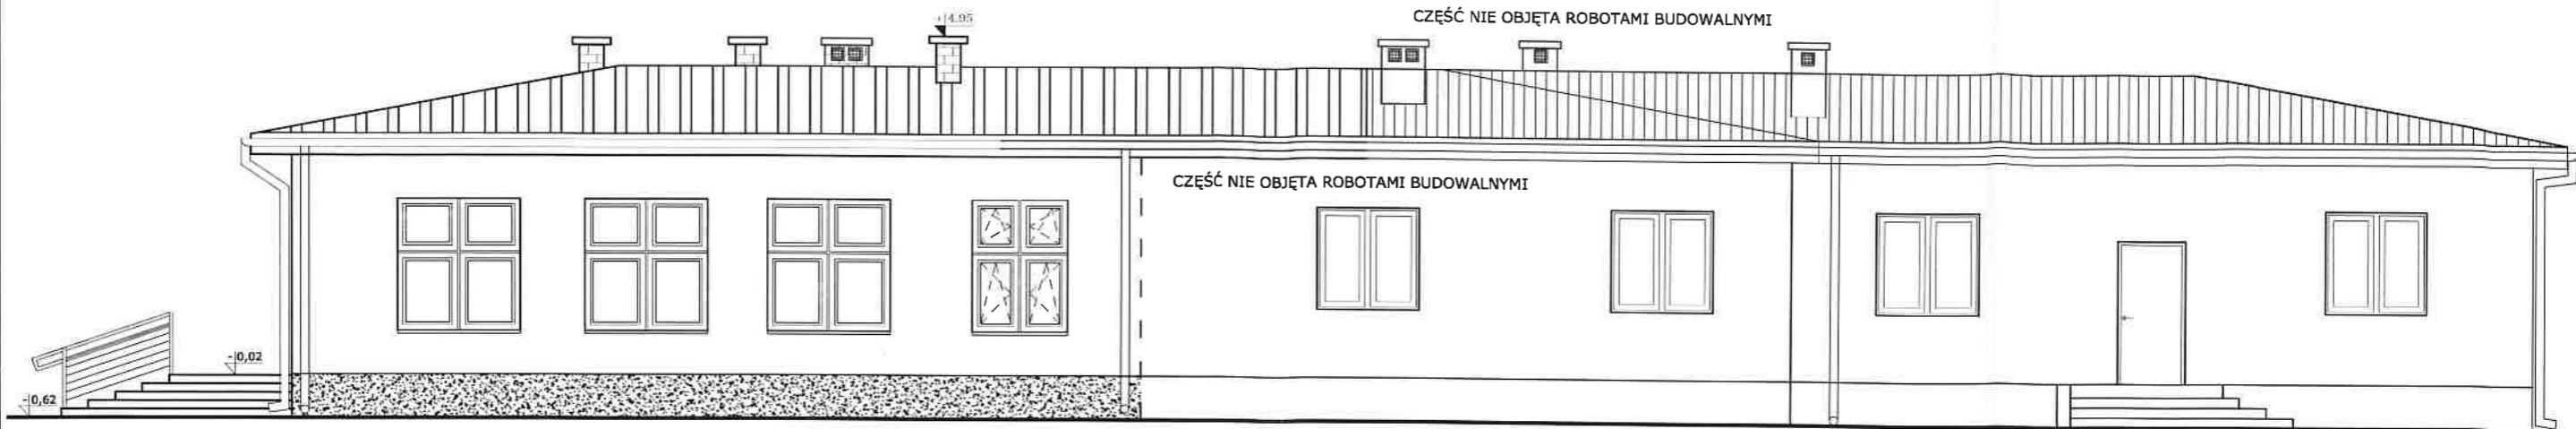 CZĘŚĆ NIE OBJĘTA ROBOTAMI BUDOWALNYMI
+4.95
CZĘŚĆ NIE OBJĘTA ROBOTAMI BUDOWALNYMI
-0,02
-0,62